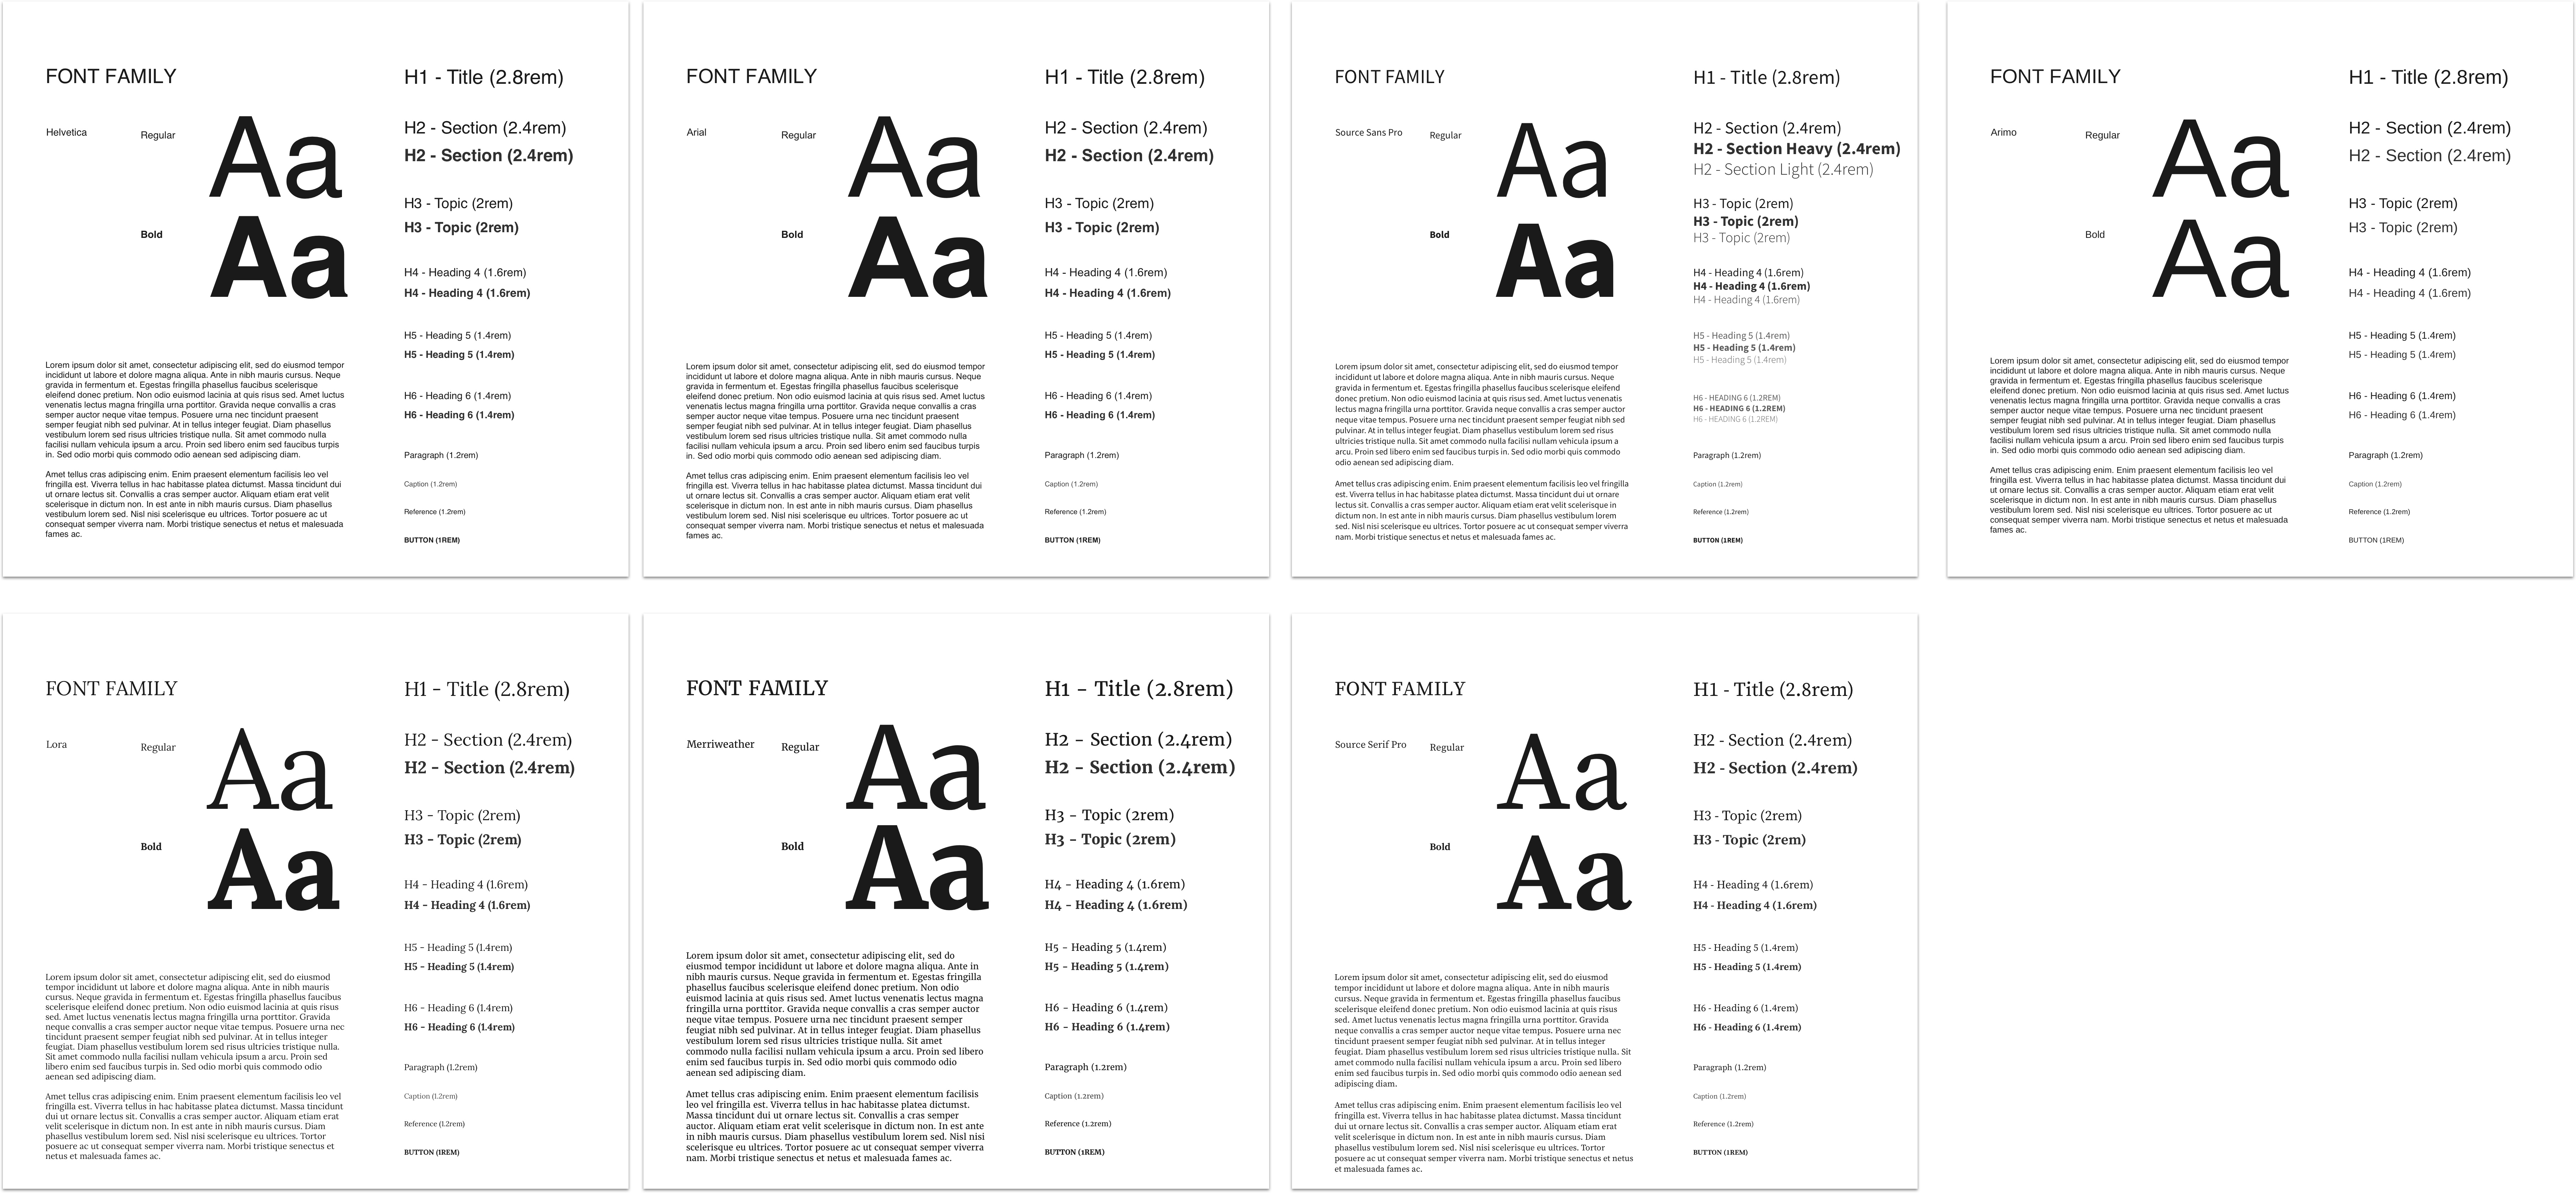 FONT FAMILY
Helvetica
Regular
Aa
Bold
Aa
Lorem ipsum dolor sit amet, consectetur adipiscing elit, sed do eiusmod tempor
incididunt ut labore et dolore magna aliqua. Ante in nibh mauris cursus. Neque
gravida in fermentum et. Egestas fringilla phasellus faucibus scelerisque
eleifend donec pretium. Non odio euismod lacinia at quis risus sed. Amet luctus
venenatis lectus magna fringilla urna porttitor. Gravida neque convallis a cras
semper auctor neque vitae tempus. Posuere urna nec tincidunt praesent
semper feugiat nibh sed pulvinar. At in tellus integer feugiat. Diam phasellus
vestibulum lorem sed risus ultricies tristique nulla. Sit amet commodo nulla
facilisi nullam vehicula ipsum a arcu. Proin sed libero enim sed faucibus turpis
in. Sed odio morbi quis commodo odio aenean sed adipiscing diam.
Amet tellus cras adipiscing enim. Enim praesent elementum facilisis leo vel
fringilla est. Viverra tellus in hac habitasse platea dictumst. Massa tincidunt dui
ut ornare lectus sit. Convallis a cras semper auctor. Aliquam etiam erat velit
scelerisque in dictum non. In est ante in nibh mauris cursus. Diam phasellus
vestibulum lorem sed. Nisl nisi scelerisque eu ultrices. Tortor posuere ac ut
consequat semper viverra nam. Morbi tristique senectus et netus et malesuada
fames ac.
H1 - Title (2.8rem)
H2 - Section (2.4rem)
H2 - Section (2.4rem)
H3 - Topic (2rem)
H3 - Topic (2rem)
H4 - Heading 4 (1.6rem)
H4 - Heading 4 (1.6rem)
H5 - Heading 5 (1.4rem)
H5 - Heading 5 (1.4rem)
H6 - Heading 6 (1.4rem)
H6 - Heading 6 (1.4rem)
Paragraph (1.2rem)
Caption (1.2rem)
Reference (1.2rem)
BUTTON (1REM)
FONT FAMILY
Arial
Regular
Aa
Bold
Aa
Lorem ipsum dolor sit amet, consectetur adipiscing elit, sed do eiusmod tempor
incididunt ut labore et dolore magna aliqua. Ante in nibh mauris cursus. Neque
gravida in fermentum et. Egestas fringilla phasellus faucibus scelerisque
eleifend donec pretium. Non odio euismod lacinia at quis risus sed. Amet luctus
venenatis lectus magna fringilla urna porttitor. Gravida neque convallis a cras
semper auctor neque vitae tempus. Posuere urna nec tincidunt praesent
semper feugiat nibh sed pulvinar. At in tellus integer feugiat. Diam phasellus
vestibulum lorem sed risus ultricies tristique nulla. Sit amet commodo nulla
facilisi nullam vehicula ipsum a arcu. Proin sed libero enim sed faucibus turpis
in. Sed odio morbi quis commodo odio aenean sed adipiscing diam.
Amet tellus cras adipiscing enim. Enim praesent elementum facilisis leo vel
fringilla est. Viverra tellus in hac habitasse platea dictumst. Massa tincidunt dui
ut ornare lectus sit. Convallis a cras semper auctor. Aliquam etiam erat velit
scelerisque in dictum non. In est ante in nibh mauris cursus. Diam phasellus
vestibulum lorem sed. Nisl nisi scelerisque eu ultrices. Tortor posuere ac ut
consequat semper viverra nam. Morbi tristique senectus et netus et malesuada
fames ac.
H1 - Title (2.8rem)
H2 - Section (2.4rem)
H2 - Section (2.4rem)
H3 - Topic (2rem)
H3 - Topic (2rem)
H4 - Heading 4 (1.6rem)
H4 - Heading 4 (1.6rem)
H5 - Heading 5 (1.4rem)
H5 - Heading 5 (1.4rem)
H6 - Heading 6 (1.4rem)
H6 - Heading 6 (1.4rem)
Paragraph (1.2rem)
Caption (1.2rem)
Reference (1.2rem)
BUTTON (1REM)
FONT FAMILY
Source Sans Pro
Regular
Aa
Bold
Aa
Lorem ipsum dolor sit amet, consectetur adipiscing elit, sed do eiusmod tempor
incididunt ut labore et dolore magna aliqua. Ante in nibh mauris cursus. Neque
gravida in fermentum et. Egestas fringilla phasellus faucibus scelerisque eleifend
donec pretium. Non odio euismod lacinia at quis risus sed. Amet luctus venenatis
lectus magna fringilla urna porttitor. Gravida neque convallis a cras semper auctor
neque vitae tempus. Posuere urna nec tincidunt praesent semper feugiat nibh sed
pulvinar. At in tellus integer feugiat. Diam phasellus vestibulum lorem sed risus
ultricies tristique nulla. Sit amet commodo nulla facilisi nullam vehicula ipsum a
arcu. Proin sed libero enim sed faucibus turpis in. Sed odio morbi quis commodo
odio aenean sed adipiscing diam.
Amet tellus cras adipiscing enim. Enim praesent elementum facilisis leo vel fringilla
est. Viverra tellus in hac habitasse platea dictumst. Massa tincidunt dui ut ornare
lectus sit. Convallis a cras semper auctor. Aliquam etiam erat velit scelerisque in
dictum non. In est ante in nibh mauris cursus. Diam phasellus vestibulum lorem
sed. Nisl nisi scelerisque eu ultrices. Tortor posuere ac ut consequat semper viverra
nam. Morbi tristique senectus et netus et malesuada fames ac.
H1 - Title (2.8rem)
H2 - Section (2.4rem)
H2 - Section Heavy (2.4rem)
H2 - Section Light (2.4rem)
H3 - Topic (2rem)
H3 - Topic (2rem)
H3 - Topic (2rem)
H4 - Heading 4 (1.6rem)
H4 - Heading 4 (1.6rem)
H4 - Heading 4 (1.6rem)
H5 - Heading 5 (1.4rem)
H5 - Heading 5 (1.4rem)
H5 - Heading 5 (1.4rem)
H6 - HEADING 6 (1.2REM)
H6 - HEADING 6 (1.2REM)
H6 - HEADING 6 (1.2REM)
Paragraph (1.2rem)
Caption (1.2rem)
Reference (1.2rem)
BUTTON (1REM)
FONT FAMILY
Arimo
Regular
Aa
Bold
Aa
Lorem ipsum dolor sit amet, consectetur adipiscing elit, sed do eiusmod tempor
incididunt ut labore et dolore magna aliqua. Ante in nibh mauris cursus. Neque
gravida in fermentum et. Egestas fringilla phasellus faucibus scelerisque
eleifend donec pretium. Non odio euismod lacinia at quis risus sed. Amet luctus
venenatis lectus magna fringilla urna porttitor. Gravida neque convallis a cras
semper auctor neque vitae tempus. Posuere urna nec tincidunt praesent
semper feugiat nibh sed pulvinar. At in tellus integer feugiat. Diam phasellus
vestibulum lorem sed risus ultricies tristique nulla. Sit amet commodo nulla
facilisi nullam vehicula ipsum a arcu. Proin sed libero enim sed faucibus turpis
in. Sed odio morbi quis commodo odio aenean sed adipiscing diam.
Amet tellus cras adipiscing enim. Enim praesent elementum facilisis leo vel
fringilla est. Viverra tellus in hac habitasse platea dictumst. Massa tincidunt dui
ut ornare lectus sit. Convallis a cras semper auctor. Aliquam etiam erat velit
scelerisque in dictum non. In est ante in nibh mauris cursus. Diam phasellus
vestibulum lorem sed. Nisl nisi scelerisque eu ultrices. Tortor posuere ac ut
consequat semper viverra nam. Morbi tristique senectus et netus et malesuada
fames ac.
H1 - Title (2.8rem)
H2 - Section (2.4rem)
H2 - Section (2.4rem)
H3 - Topic (2rem)
H3 - Topic (2rem)
H4 - Heading 4 (1.6rem)
H4 - Heading 4 (1.6rem)
H5 - Heading 5 (1.4rem)
H5 - Heading 5 (1.4rem)
H6 - Heading 6 (1.4rem)
H6 - Heading 6 (1.4rem)
Paragraph (1.2rem)
Caption (1.2rem)
Reference (1.2rem)
BUTTON (1REM)
FONT FAMILY
Lora
Regular
Aa
Bold
Aa
Lorem ipsum dolor sit amet, consectetur adipiscing elit, sed do eiusmod
tempor incididunt ut labore et dolore magna aliqua. Ante in nibh mauris
cursus. Neque gravida in fermentum et. Egestas fringilla phasellus faucibus
scelerisque eleifend donec pretium. Non odio euismod lacinia at quis risus
sed. Amet luctus venenatis lectus magna fringilla urna porttitor. Gravida
neque convallis a cras semper auctor neque vitae tempus. Posuere urna nec
tincidunt praesent semper feugiat nibh sed pulvinar. At in tellus integer
feugiat. Diam phasellus vestibulum lorem sed risus ultricies tristique nulla.
Sit amet commodo nulla facilisi nullam vehicula ipsum a arcu. Proin sed
libero enim sed faucibus turpis in. Sed odio morbi quis commodo odio
aenean sed adipiscing diam.
Amet tellus cras adipiscing enim. Enim praesent elementum facilisis leo vel
fringilla est. Viverra tellus in hac habitasse platea dictumst. Massa tincidunt
dui ut ornare lectus sit. Convallis a cras semper auctor. Aliquam etiam erat
velit scelerisque in dictum non. In est ante in nibh mauris cursus. Diam
phasellus vestibulum lorem sed. Nisl nisi scelerisque eu ultrices. Tortor
posuere ac ut consequat semper viverra nam. Morbi tristique senectus et
netus et malesuada fames ac.
H1 - Title (2.8rem)
H2 - Section (2.4rem)
H2 - Section (2.4rem)
H3 - Topic (2rem)
H3 - Topic (2rem)
H4 - Heading 4 (1.6rem)
H4 - Heading 4 (1.6rem)
H5 - Heading 5 (1.4rem)
H5 - Heading 5 (1.4rem)
H6 - Heading 6 (1.4rem)
H6 - Heading 6 (1.4rem)
Paragraph (1.2rem)
Caption (1.2rem)
Reference (1.2rem)
BUTTON (1REM)
FONT FAMILY
Merriweather
Regular
Aa
Bold
Aa
Lorem ipsum dolor sit amet, consectetur adipiscing elit, sed do
eiusmod tempor incididunt ut labore et dolore magna aliqua. Ante in
nibh mauris cursus. Neque gravida in fermentum et. Egestas fringilla
phasellus faucibus scelerisque eleifend donec pretium. Non odio
euismod lacinia at quis risus sed. Amet luctus venenatis lectus magna
fringilla urna porttitor. Gravida neque convallis a cras semper auctor
neque vitae tempus. Posuere urna nec tincidunt praesent semper
feugiat nibh sed pulvinar. At in tellus integer feugiat. Diam phasellus
vestibulum lorem sed risus ultricies tristique nulla. Sit amet
commodo nulla facilisi nullam vehicula ipsum a arcu. Proin sed libero
enim sed faucibus turpis in. Sed odio morbi quis commodo odio
aenean sed adipiscing diam.
Amet tellus cras adipiscing enim. Enim praesent elementum facilisis
leo vel fringilla est. Viverra tellus in hac habitasse platea dictumst.
Massa tincidunt dui ut ornare lectus sit. Convallis a cras semper
auctor. Aliquam etiam erat velit scelerisque in dictum non. In est ante
in nibh mauris cursus. Diam phasellus vestibulum lorem sed. Nisl nisi
scelerisque eu ultrices. Tortor posuere ac ut consequat semper viverra
nam. Morbi tristique senectus et netus et malesuada fames ac.
H1 - Title (2.8rem)
H2 - Section (2.4rem)
H2 - Section (2.4rem)
H3 - Topic (2rem)
H3 - Topic (2rem)
H4 - Heading 4 (1.6rem)
H4 - Heading 4 (1.6rem)
H5 - Heading 5 (1.4rem)
H5 - Heading 5 (1.4rem)
H6 - Heading 6 (1.4rem)
H6 - Heading 6 (1.4rem)
Paragraph (1.2rem)
Caption (1.2rem)
Reference (1.2rem)
BUTTON (1REM)
FONT FAMILY
Source Serif Pro
Regular
Aa
Bold
Aa
Lorem ipsum dolor sit amet, consectetur adipiscing elit, sed do eiusmod
tempor incididunt ut labore et dolore magna aliqua. Ante in nibh mauris
cursus. Neque gravida in fermentum et. Egestas fringilla phasellus faucibus
scelerisque eleifend donec pretium. Non odio euismod lacinia at quis risus
sed. Amet luctus venenatis lectus magna fringilla urna porttitor. Gravida
neque convallis a cras semper auctor neque vitae tempus. Posuere urna nec
tincidunt praesent semper feugiat nibh sed pulvinar. At in tellus integer
feugiat. Diam phasellus vestibulum lorem sed risus ultricies tristique nulla. Sit
amet commodo nulla facilisi nullam vehicula ipsum a arcu. Proin sed libero
enim sed faucibus turpis in. Sed odio morbi quis commodo odio aenean sed
adipiscing diam.
Amet tellus cras adipiscing enim. Enim praesent elementum facilisis leo vel
fringilla est. Viverra tellus in hac habitasse platea dictumst. Massa tincidunt
dui ut ornare lectus sit. Convallis a cras semper auctor. Aliquam etiam erat
velit scelerisque in dictum non. In est ante in nibh mauris cursus. Diam
phasellus vestibulum lorem sed. Nisl nisi scelerisque eu ultrices. Tortor
posuere ac ut consequat semper viverra nam. Morbi tristique senectus et netus
et malesuada fames ac.
H1 - Title (2.8rem)
H2 - Section (2.4rem)
H2 - Section (2.4rem)
H3 - Topic (2rem)
H3 - Topic (2rem)
H4 - Heading 4 (1.6rem)
H4 - Heading 4 (1.6rem)
H5 - Heading 5 (1.4rem)
H5 - Heading 5 (1.4rem)
H6 - Heading 6 (1.4rem)
H6 - Heading 6 (1.4rem)
Paragraph (1.2rem)
Caption (1.2rem)
Reference (1.2rem)
BUTTON (1REM)